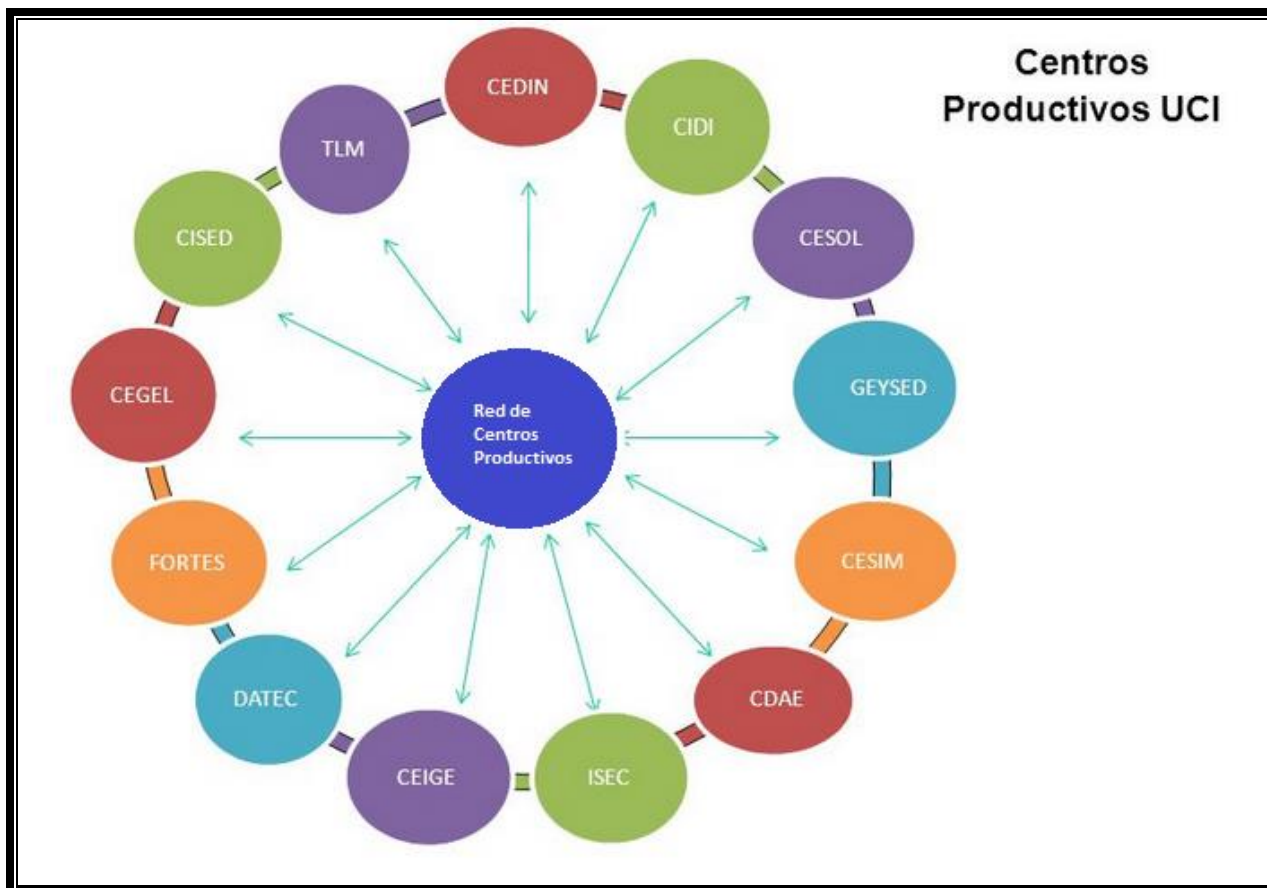 Centros
Productivos UCI
CEDIN
CIDI
CESOL
GEYSED
CESIM
CDAE
ISEC
CEIGE
DATEC
FORTES
CEGEL
CISED
TLM
Red de
Centros
Productivos